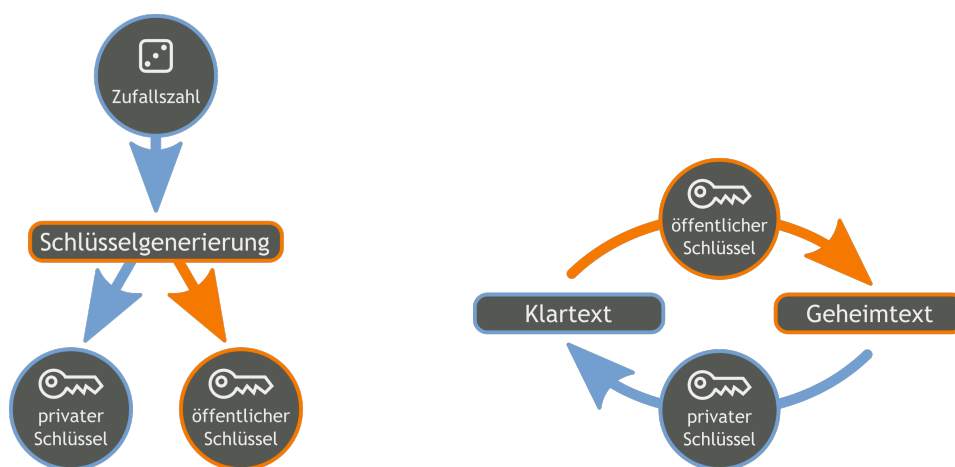 Zufallszahl
Schlüsselgenerierung
privater
Schlüssel
öffentlicher
Schlüssel
öffentlicher
Schlüssel
Klartext
Geheimtext
privater
Schlüssel